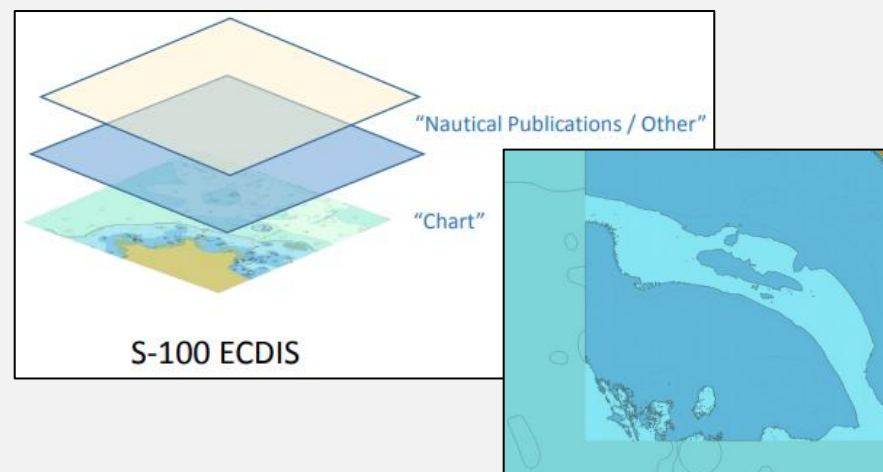 “Nautical Publications / Other”
“Chart”
S-100 ECDIS